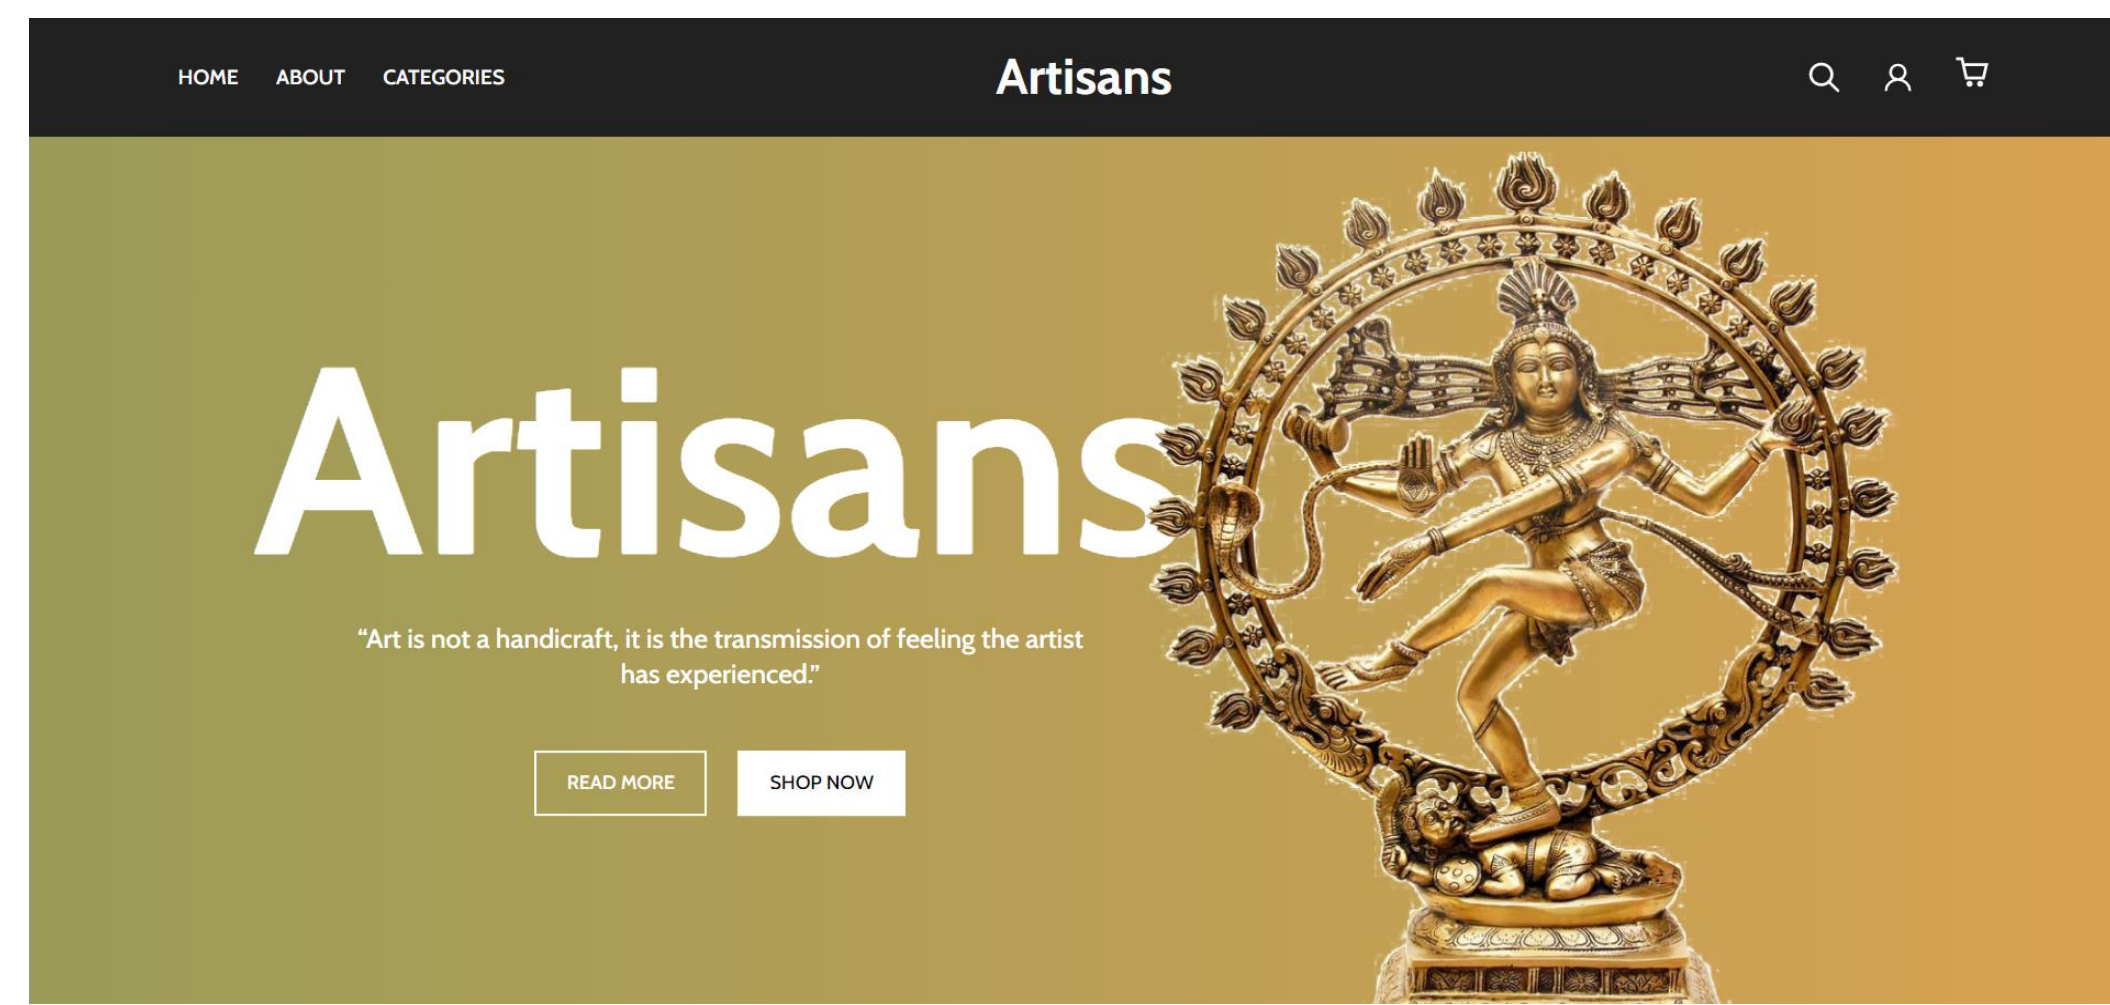 HOME ABOUT CATEGORIES Artisans
Artisans
“Art is not a handicraft, it is the transmission of feeling the artist
has experienced.”
READ MORE SHOP NOW